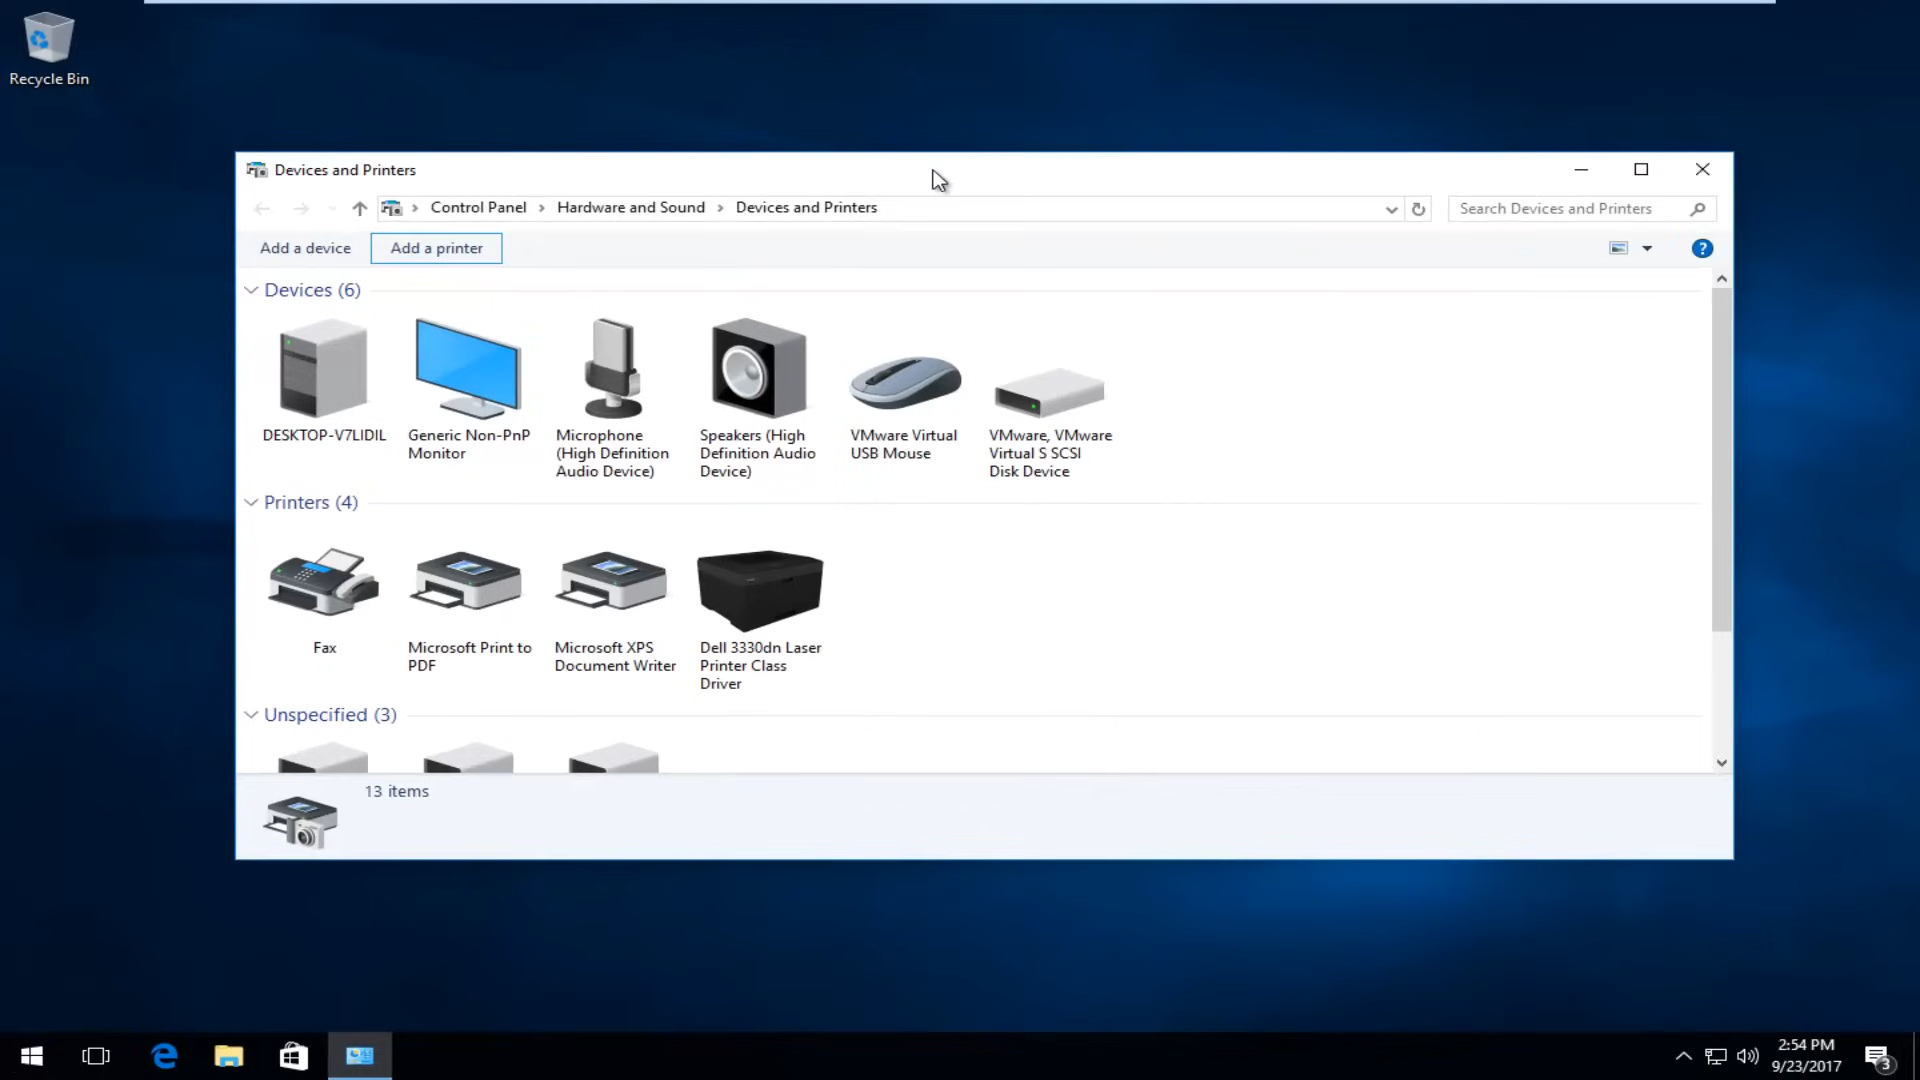 Recycle Bin
Devices and Printers
Control Panel
Hardware and Sound
Devices and Printers
Search Devices and Printers
Add a device
Add a printer
?
Devices (6)
DESKTOP-V7LIDIL
Generic Non-PnP
Monitor
Microphone
(High Definition
Audio Device)
Speakers (High
Definition Audio
Device)
VMware Virtual
USB Mouse
VMware, VMware
Virtual S SCSI
Disk Device
Printers (4)
Fax
Microsoft Print to
PDF
Microsoft XPS
Document Writer
Dell 3330dn Laser
Printer Class
Driver
Unspecified (3)
13 items
2:54 PM
9/23/2017
3